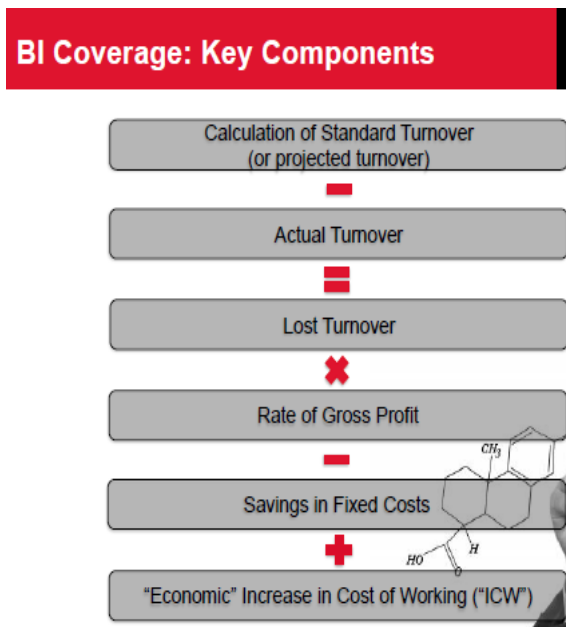 BI Coverage: Key Components
Calculation of Standard Turnover
(or projected turnover)
Actual Turnover
Lost Turnover
Rate of Gross Profit
CH3
Savings in Fixed Costs
H
HO
O
“Economic” Increase in Cost of Working (“ICW”)